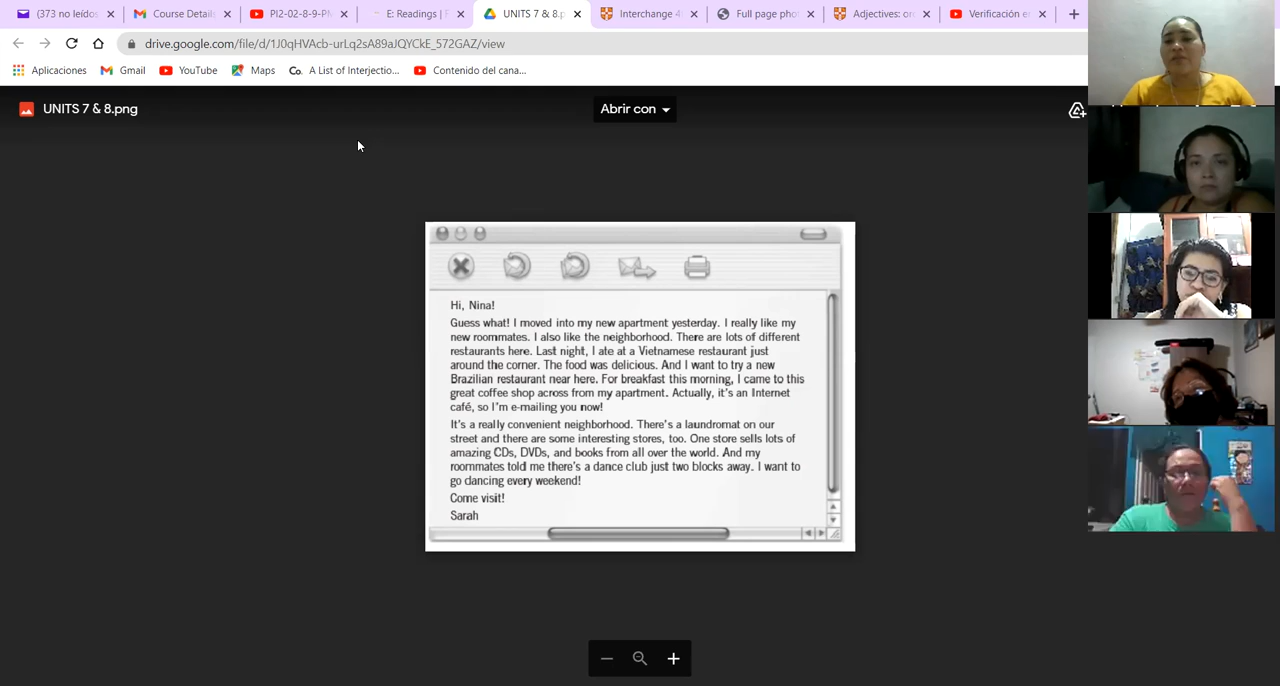 (373 no leídos
Course Details
PI2-02-8-9-PM
E: Readings | F
UNITS 7 & 8.p
Interchange 4
Full page pho
Adjectives: or
Verificación e
drive.google.com/file/d/1J0qHVAcb-urLq2sA89aJQYCkE_572GAZ/view
Aplicaciones
Gmail
YouTube
Maps
Co.
A List of Interjectio...
Contenido del cana...
UNITS 7 & 8.png
Abrir con
Hi, Nina!
Guess what! I moved into my new apartment yesterday. I really like my
new roommates. I also like the neighborhood. There are lots of different
restaurants here. Last night, I ate at a Vietnamese restaurant just
around the corner. The food was delicious. And I want to try a new
Brazilian restaurant near here. For breakfast this morning, I came to this
great coffee shop across from my apartment. Actually, it's an Internet
café, so I'm e-mailing you now!
It's a really convenient neighborhood. There's a laundromat on our
street and there are some interesting stores, too. One store sells lots of
amazing CDs, DVDs, and books from all over the world. And my
roommates told me there's a dance club just two blocks away. I want to
go dancing every weekend!
Come visit!
Sarah